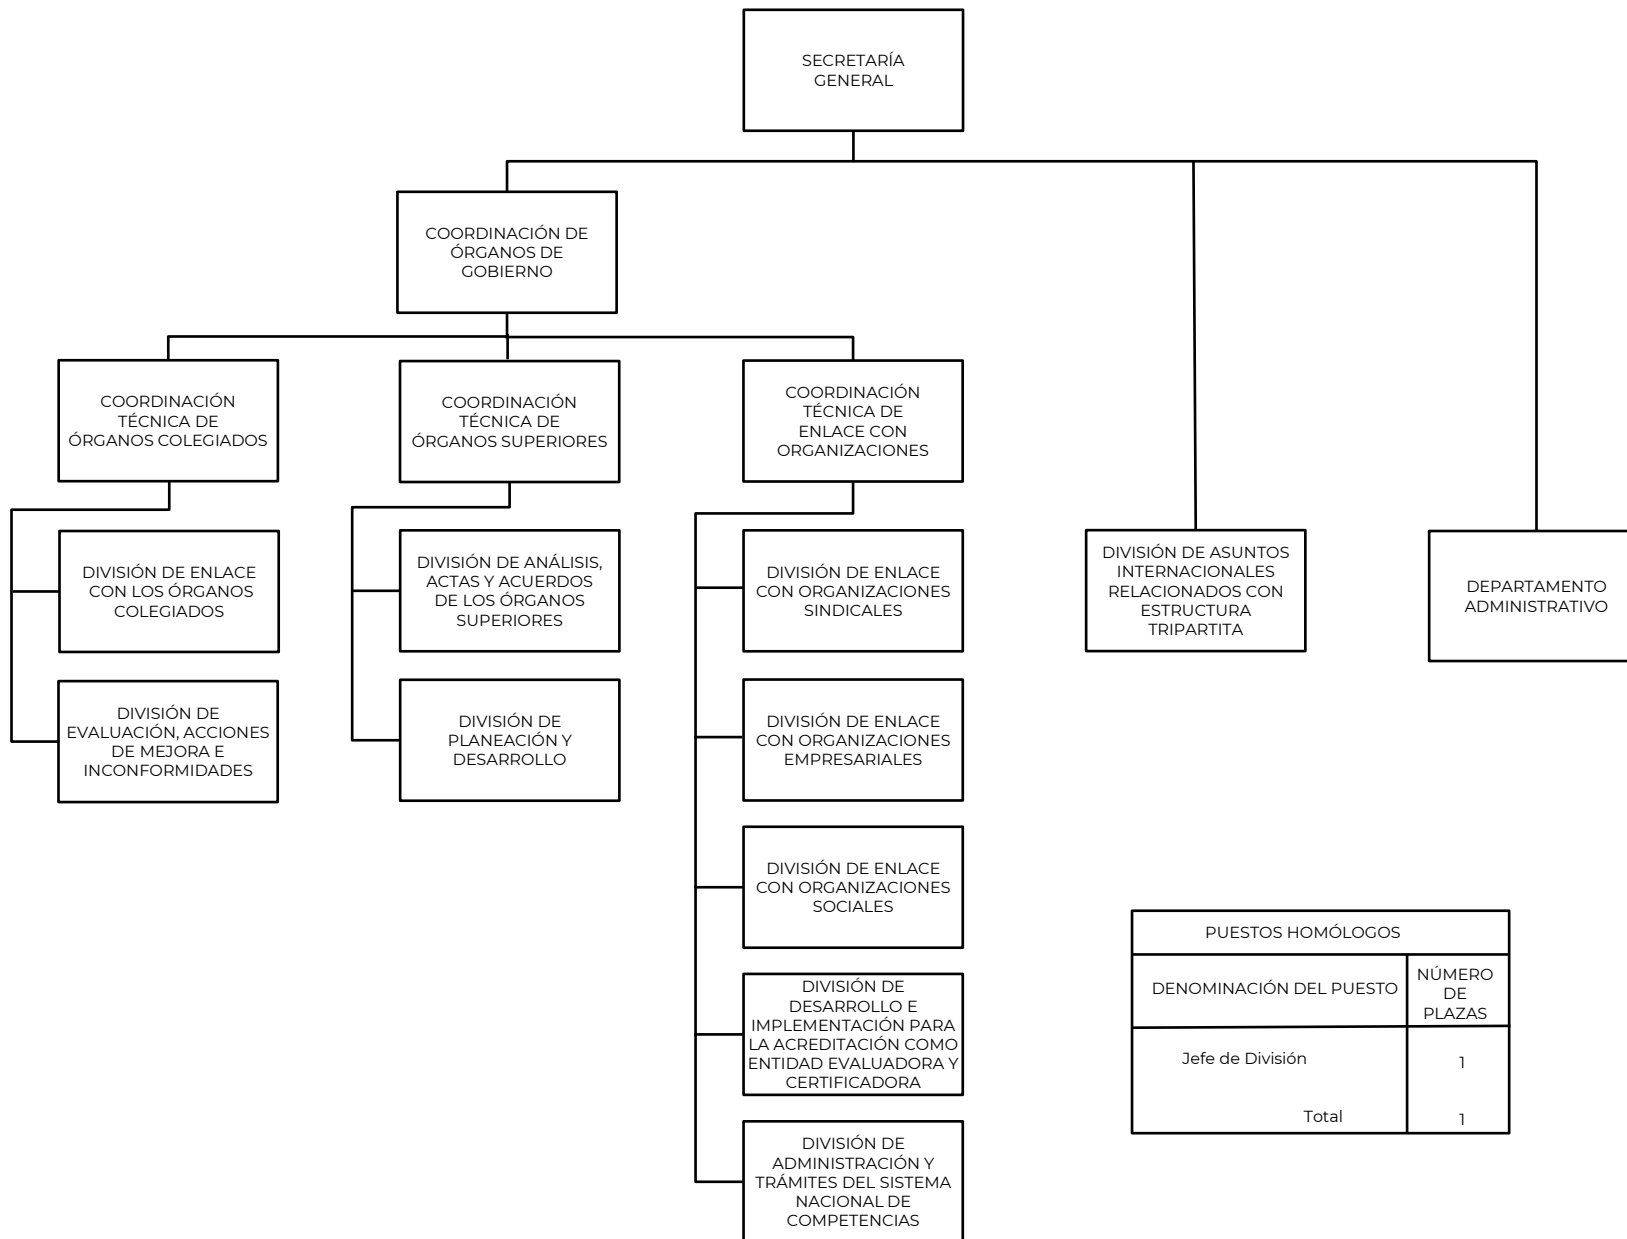 SECRETARÍA
GENERAL
COORDINACIÓN DE
ÓRGANOS DE
GOBIERNO
COORDINACIÓN
TÉCNICA DE
ÓRGANOS COLEGIADOS
COORDINACIÓN
TÉCNICA DE
ÓRGANOS SUPERIORES
COORDINACIÓN
TÉCNICA DE
ENLACE CON
ORGANIZACIONES
DIVISIÓN DE ENLACE
CON LOS ÓRGANOS
COLEGIADOS
DIVISIÓN DE ANÁLISIS,
ACTAS Y ACUERDOS
DE LOS ÓRGANOS
SUPERIORES
DIVISIÓN DE ENLACE
CON ORGANIZACIONES
SINDICALES
DIVISIÓN DE ASUNTOS
INTERNACIONALES
RELACIONADOS CON
ESTRUCTURA
TRIPARTITA
DEPARTAMENTO
ADMINISTRATIVO
DIVISIÓN DE
EVALUACIÓN, ACCIONES
DE MEJORA E
INCONFORMIDADES
DIVISIÓN DE
PLANEACIÓN Y
DESARROLLO
DIVISIÓN DE ENLACE
CON ORGANIZACIONES
EMPRESARIALES
DIVISIÓN DE ENLACE
CON ORGANIZACIONES
SOCIALES
DIVISIÓN DE
DESARROLLO E
IMPLEMENTACIÓN PARA
LA ACREDITACIÓN COMO
ENTIDAD EVALUADORA Y
CERTIFICADORA
DIVISIÓN DE
ADMINISTRACIÓN Y
TRÁMITES DEL SISTEMA
NACIONAL DE
COMPETENCIAS
PUESTOS HOMÓLOGOS
DENOMINACIÓN DEL PUESTO
NÚMERO
DE
PLAZAS
Jefe de División 1
Total 1